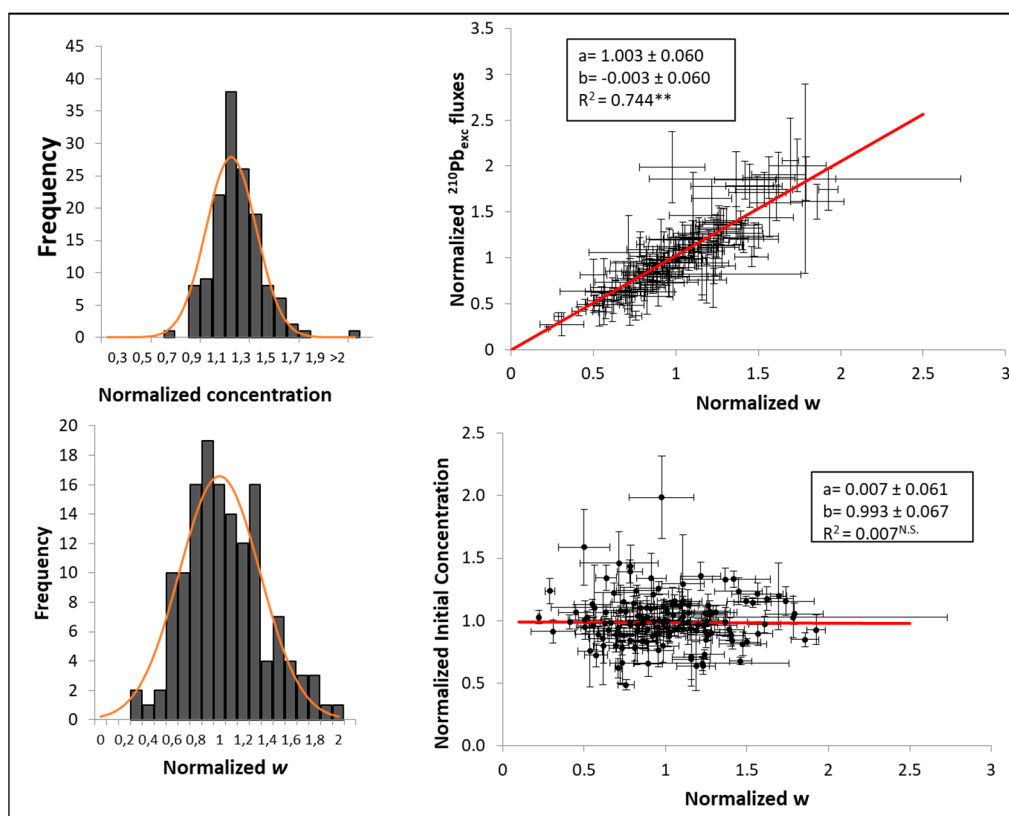 45
40
35
30
25
20
15
10
5
0
Frequency
0,3 0,5 0,7 0,9 1,1 1,3 1,5 1,7 1,9 >2
Normalized concentration
3.5
3
2.5
2
1.5
1
0.5
0
Normalized ²¹⁰Pbexc fluxes
a= 1.003 ± 0.060
b= -0.003 ± 0.060
R² = 0.744**
0 0.5 1 1.5 2 2.5 3
Normalized w
20
18
16
14
12
10
8
6
4
2
0
Frequency
0 0,2 0,4 0,6 0,8 1 1,2 1,4 1,6 1,8 2
Normalized w
2.5
2.0
1.5
1.0
0.5
0.0
Normalized Initial Concentration
a= 0.007 ± 0.061
b= 0.993 ± 0.067
R² = 0.007N.S.
0 0.5 1 1.5 2 2.5 3
Normalized w